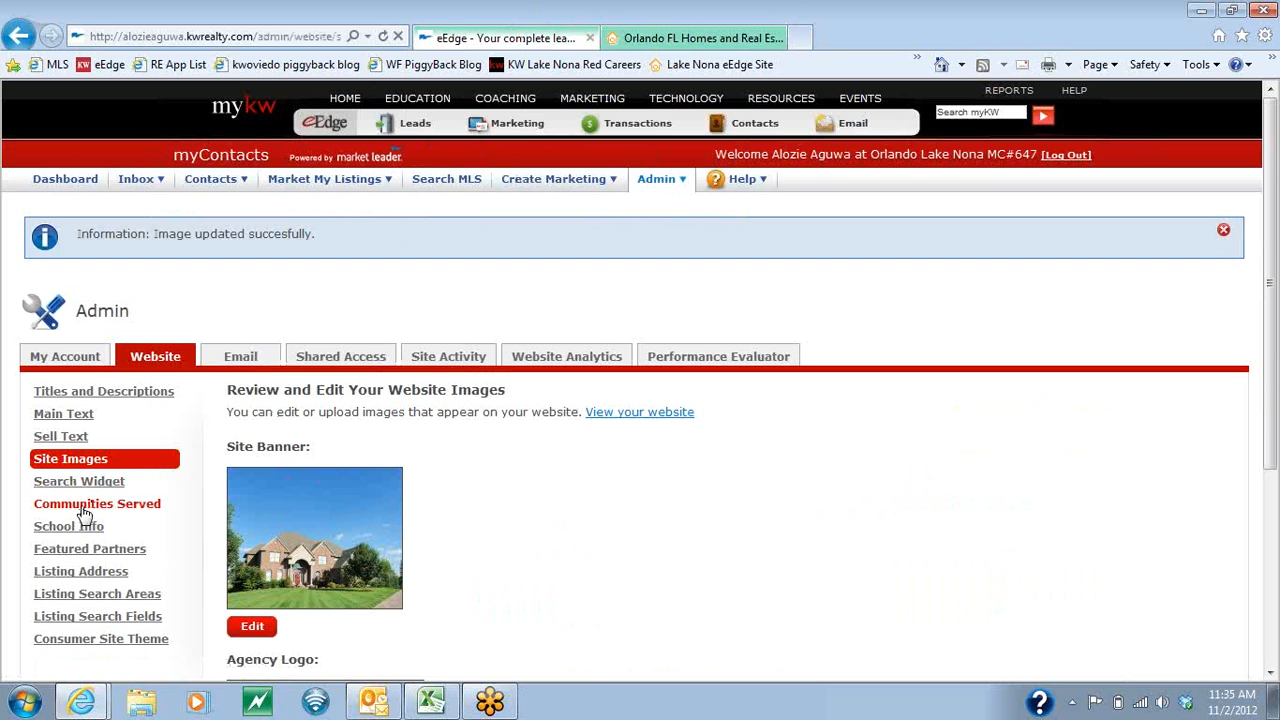 http://alozieaguwa.kwrealty.com/admin/website/s
eEdge - Your complete lea...
Orlando FL Homes and Real Es...
MLS
eEdge
RE App List
kwoviedo piggyback blog
WF PiggyBack Blog
KW Lake Nona Red Careers
Lake Nona eEdge Site
Page
Safety
Tools
REPORTS HELP
mykw
HOME EDUCATION COACHING MARKETING TECHNOLOGY RESOURCES EVENTS
Search myKW
eEdge Leads Marketing Transactions Contacts Email
myContacts Powered by market leader. Welcome Alozie Aguwa at Orlando Lake Nona MC#647 [Log Out]
Dashboard Inbox Contacts Market My Listings Search MLS Create Marketing Admin Help
Information: Image updated succesfully.
Admin
My Account Website Email Shared Access Site Activity Website Analytics Performance Evaluator
Titles and Descriptions
Main Text
Sell Text
Site Images
Search Widget
Communities Served
School Info
Featured Partners
Listing Address
Listing Search Areas
Listing Search Fields
Consumer Site Theme
Review and Edit Your Website Images
You can edit or upload images that appear on your website. View your website
Site Banner:
Edit
Agency Logo:
11:35 AM
11/2/2012